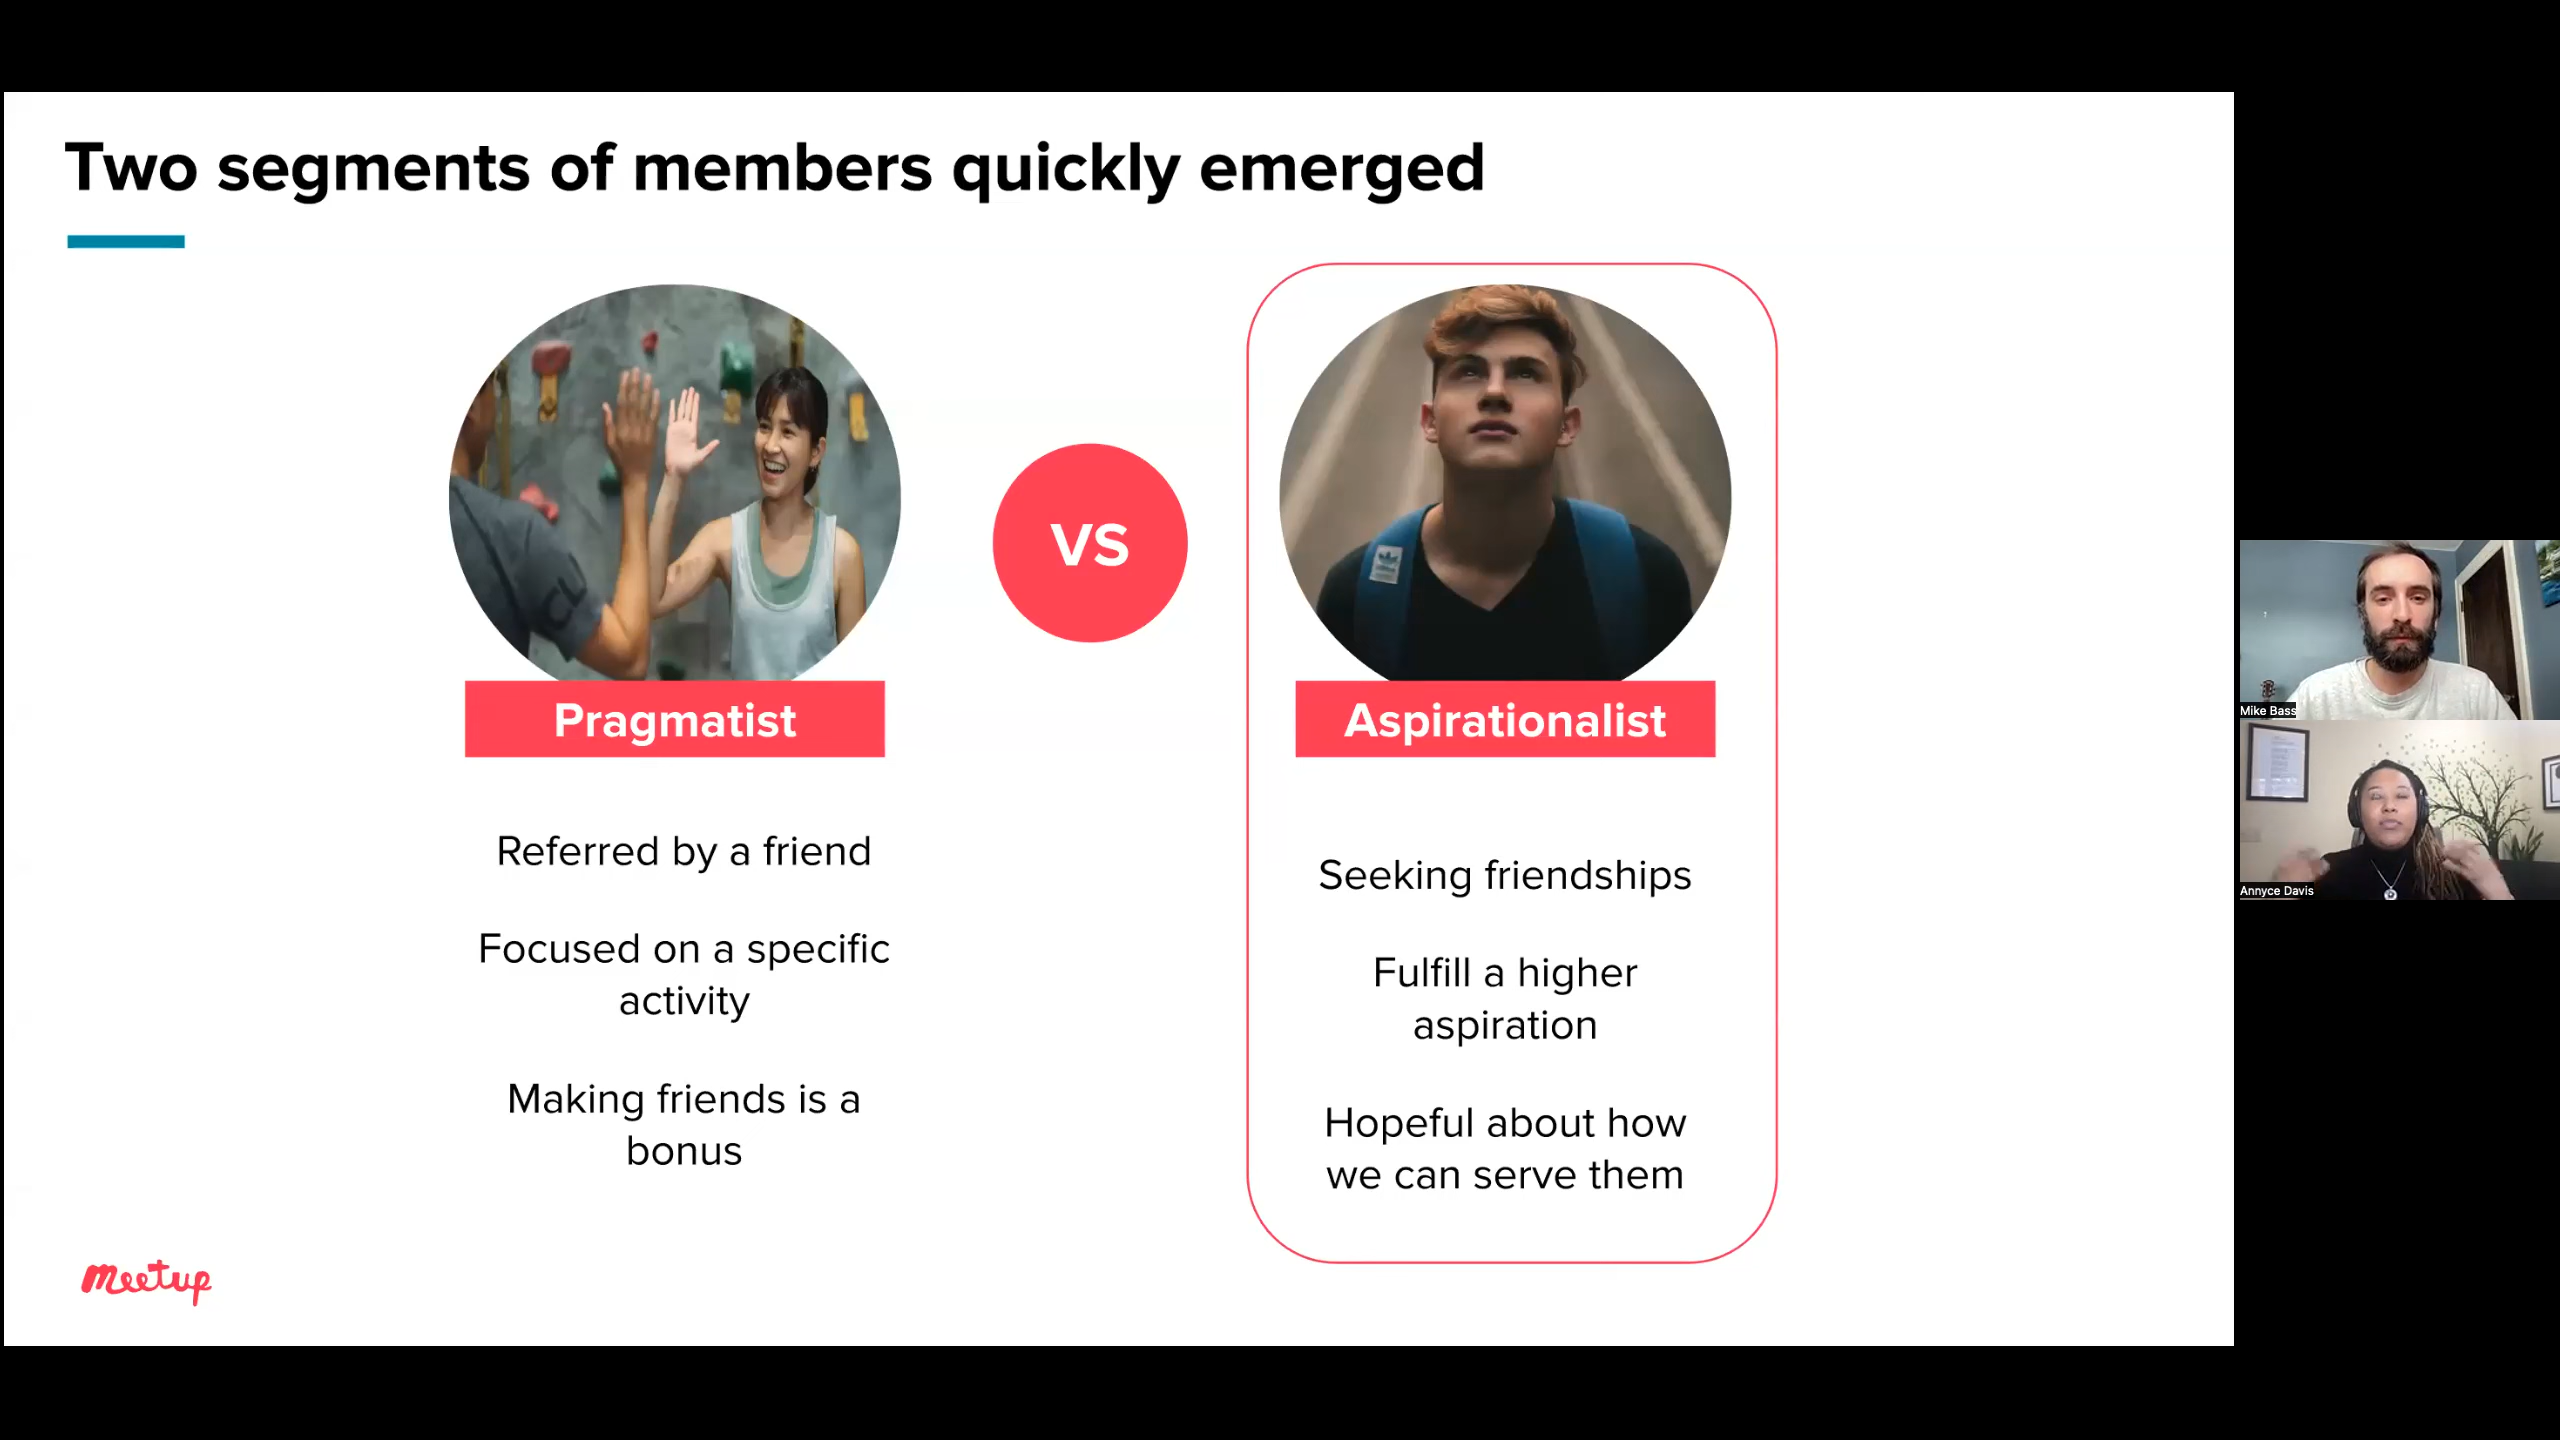 Two segments of members quickly emerged
CU
VS
Pragmatist
Referred by a friend
Focused on a specific
activity
Making friends is a
bonus
Aspirationalist
Seeking friendships
Fulfill a higher
aspiration
Hopeful about how
we can serve them
meetup
Mike Bass
Annyce Davis